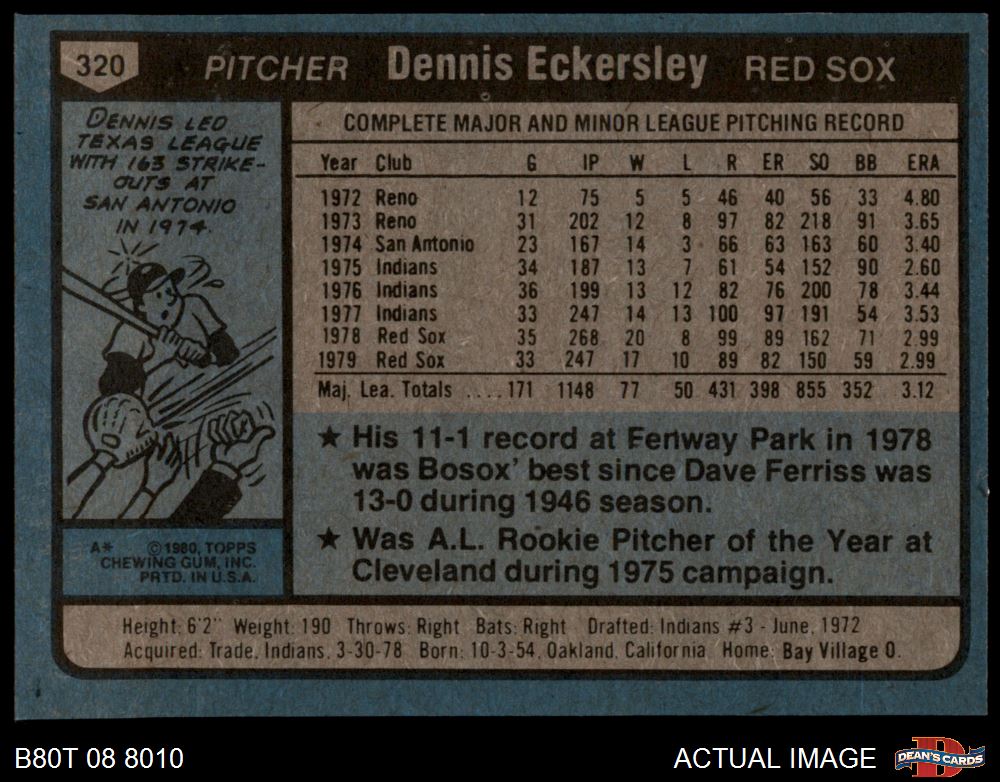 320 PITCHER Dennis Eckersley RED SOX
DENNIS LED
TEXAS LEAGUE
WITH 163 STRIKE-
OUTS AT
SAN ANTONIO
IN 1974.
COMPLETE MAJOR AND MINOR LEAGUE PITCHING RECORD
Year Club G IP W L R ER SO BB ERA
1972 Reno 12 75 5 5 46 40 56 33 4.80
1973 Reno 31 202 12 8 97 82 218 91 3.65
1974 San Antonio 23 167 14 3 66 63 163 60 3.40
1975 Indians 34 187 13 7 61 54 152 90 2.60
1976 Indians 36 199 13 12 82 76 200 78 3.44
1977 Indians 33 247 14 13 100 97 191 54 3.53
1978 Red Sox 35 268 20 8 99 89 162 71 2.99
1979 Red Sox 33 247 17 10 89 82 150 59 2.99
Maj. Lea. Totals ....171 1148 77 50 431 398 855 352 3.12
★ His 11-1 record at Fenway Park in 1978
was Bosox' best since Dave Ferriss was
13-0 during 1946 season.
★ Was A.L. Rookie Pitcher of the Year at
Cleveland during 1975 campaign.
A* ©1980, TOPPS
CHEWING GUM, INC.
PRTD. IN U.S.A.
Height: 6'2" Weight: 190 Throws: Right Bats: Right Drafted: Indians #3 - June, 1972
Acquired: Trade, Indians, 3-30-78 Born: 10-3-54, Oakland, California Home: Bay Village O.
B80T 08 8010 ACTUAL IMAGE DEAN'S CARDS